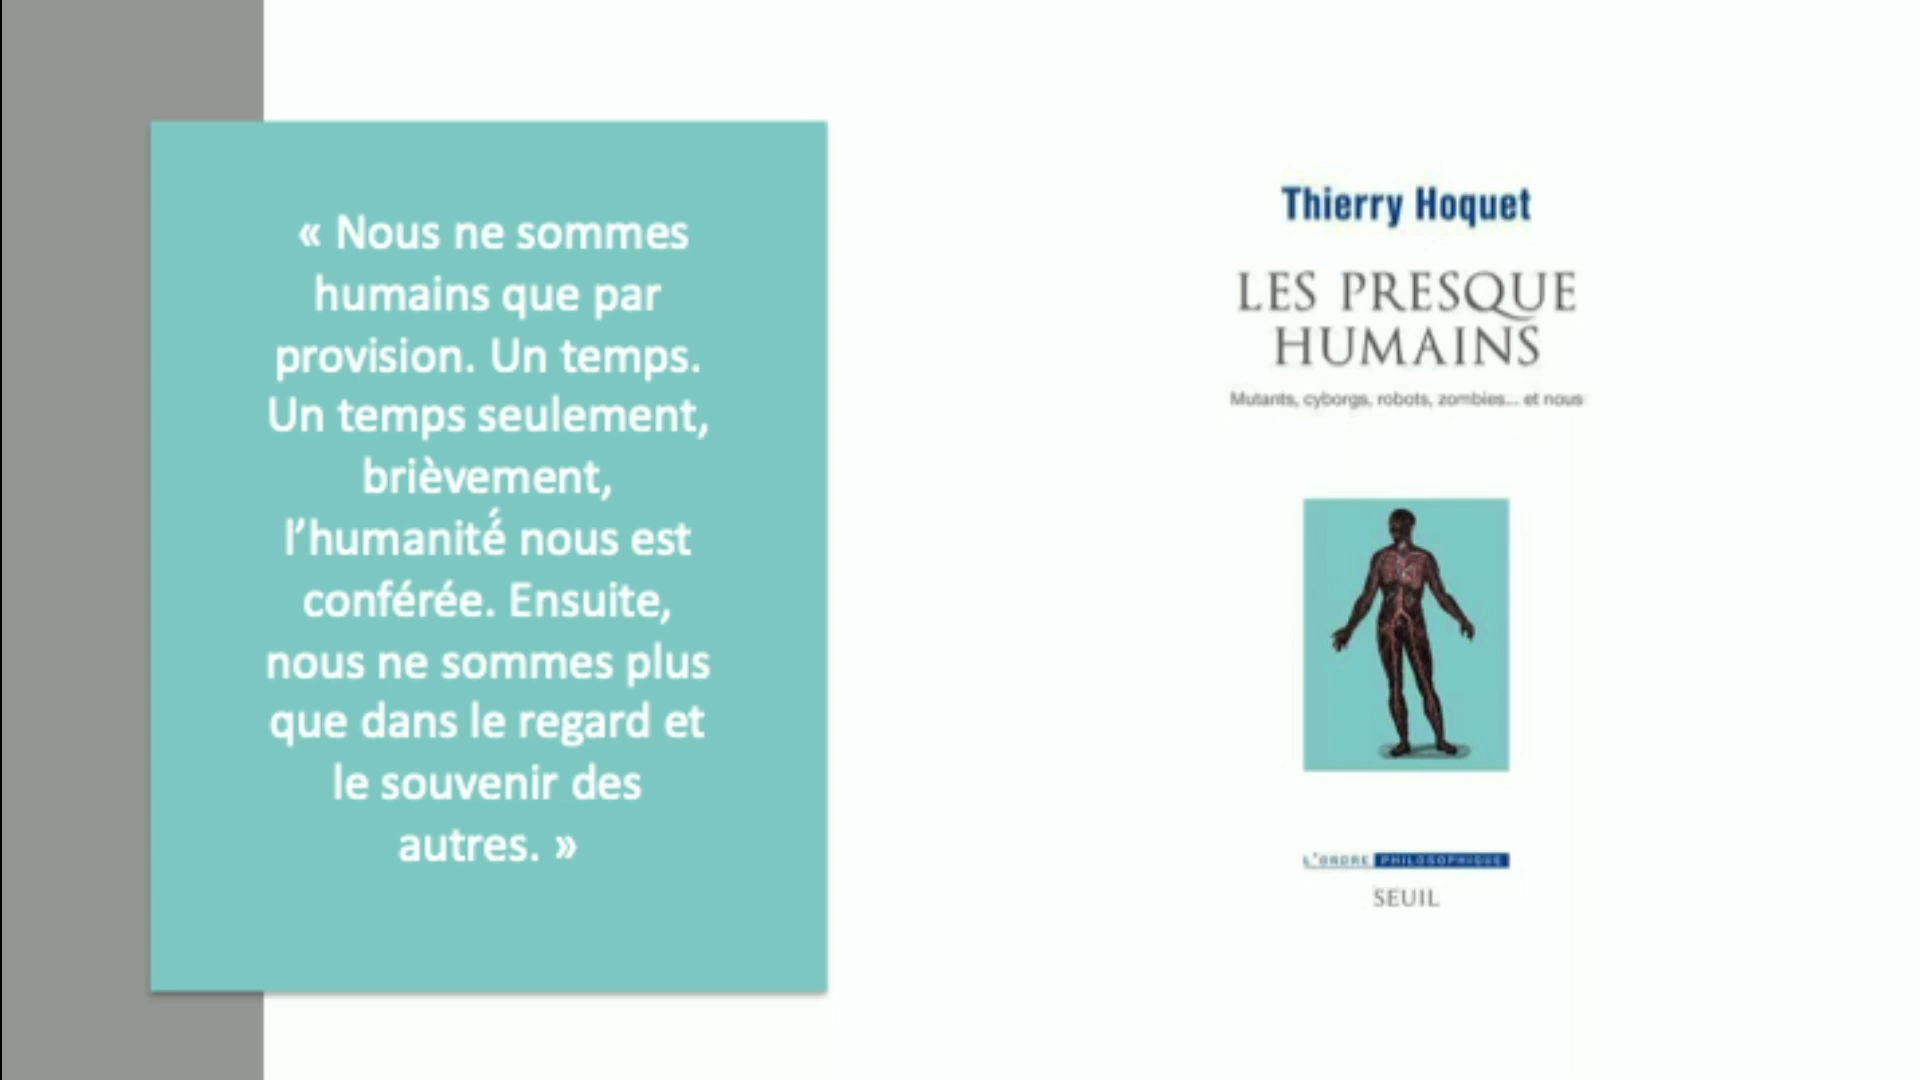 « Nous ne sommes
humains que par
provision. Un temps.
Un temps seulement,
brièvement,
l’humanité́ nous est
conférée. Ensuite,
nous ne sommes plus
que dans le regard et
le souvenir des
autres. »
Thierry Hoquet
LES PRESQUE
HUMAINS
Mutants, cyborgs, robots, zombies... et nous
L'ORDRE PHILOSOPHIQUE
SEUIL